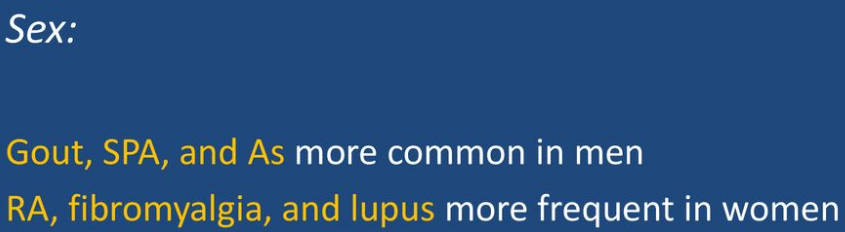 Sex:
Gout, SPA, and As more common in men
RA, fibromyalgia, and lupus more frequent in women